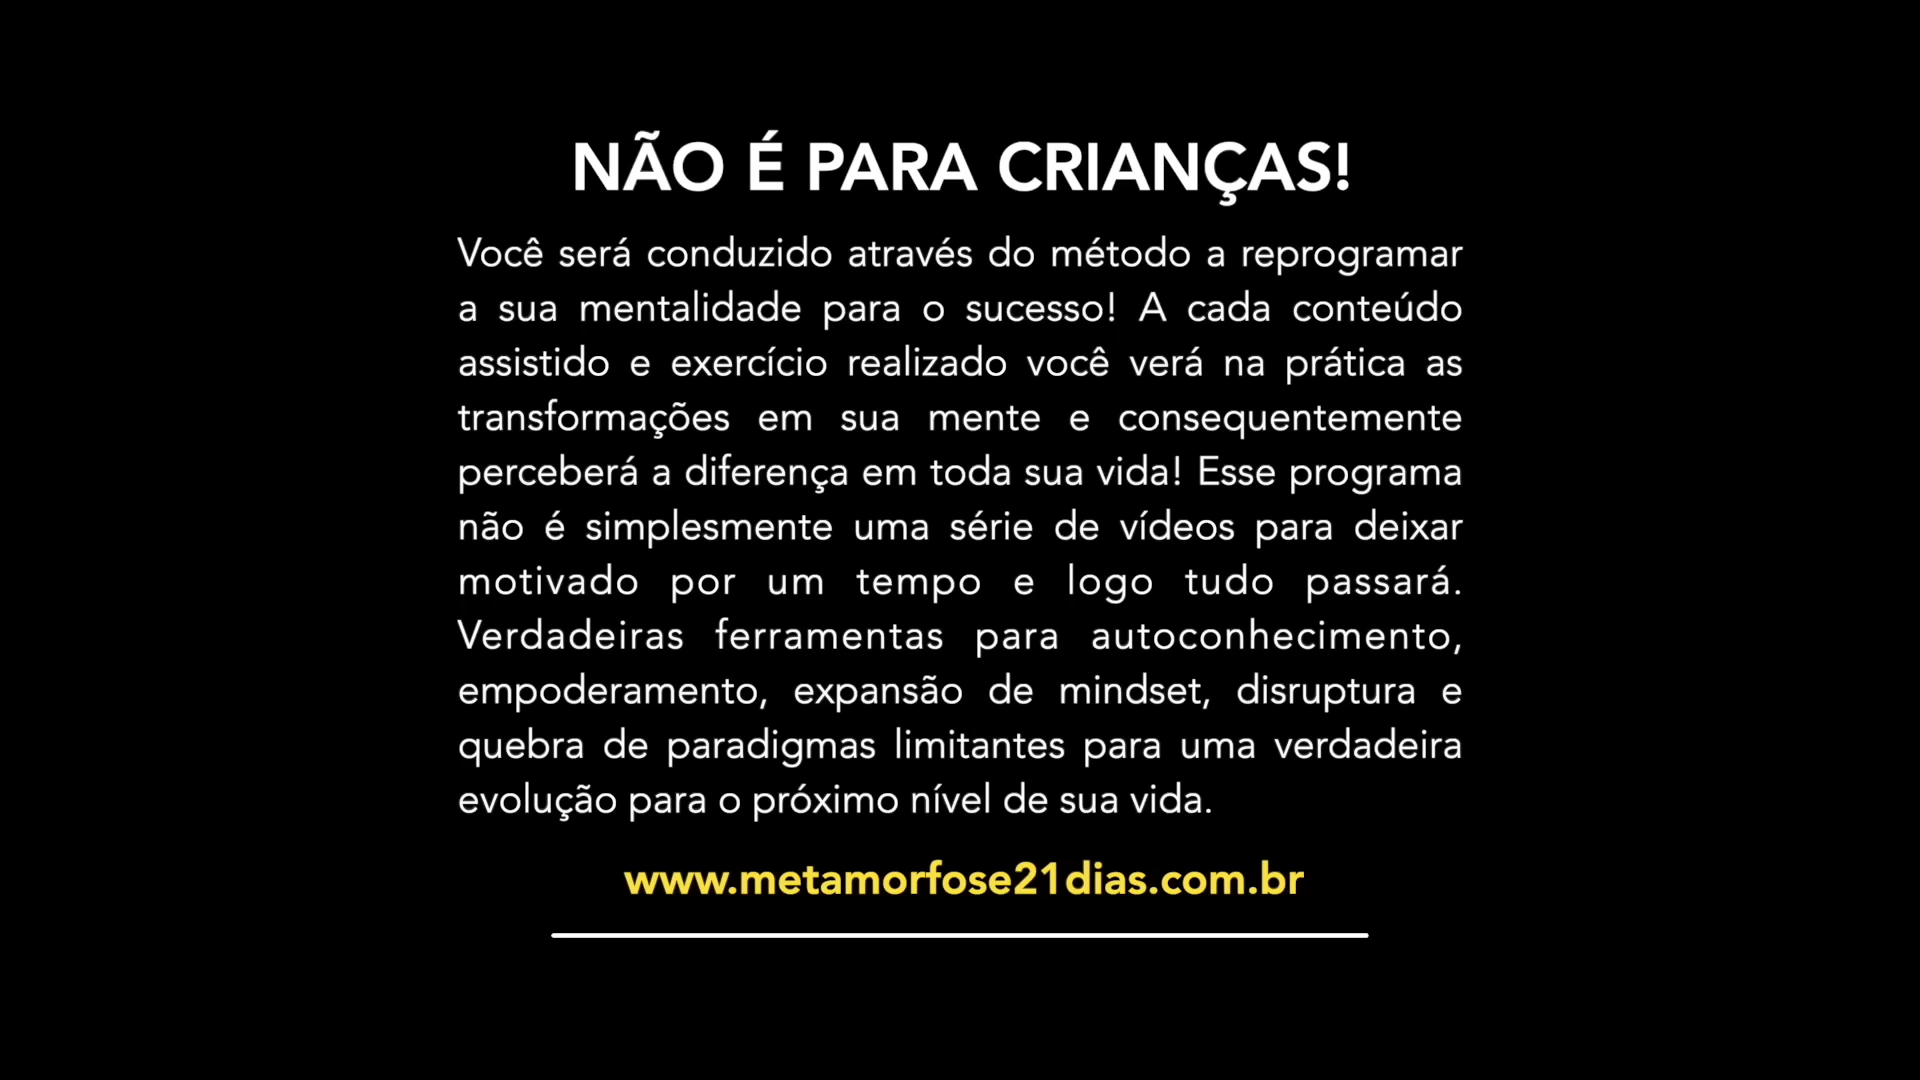 NÃO É PARA CRIANÇAS!
Você será conduzido através do método a reprogramar
a sua mentalidade para o sucesso! A cada conteúdo
assistido e exercício realizado você verá na prática as
transformações em sua mente e consequentemente
perceberá a diferença em toda sua vida! Esse programa
não é simplesmente uma série de vídeos para deixar
motivado por um tempo e logo tudo passará.
Verdadeiras ferramentas para autoconhecimento,
empoderamento, expansão de mindset, disruptura e
quebra de paradigmas limitantes para uma verdadeira
evolução para o próximo nível de sua vida.
www.metamorfose21dias.com.br